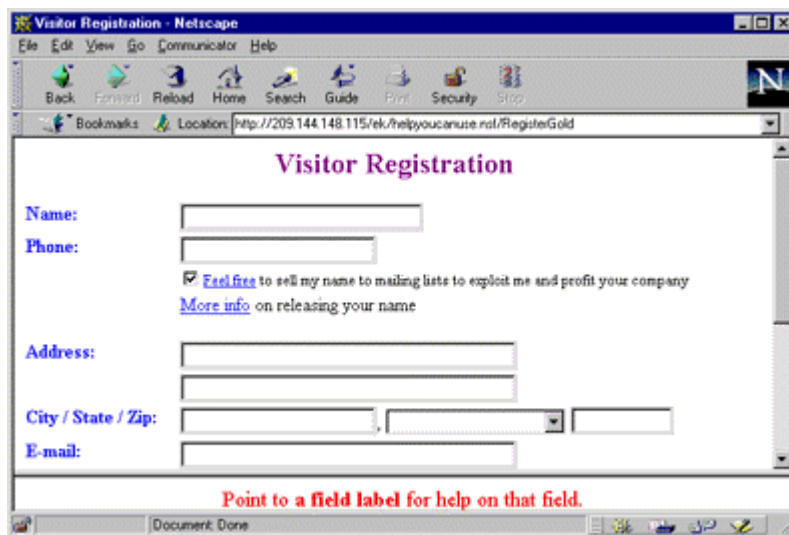 Visitor Registration - Netscape
File Edit View Go Communicator Help
Back Forward Reload Home Search Guide Print Security Stop
N
Bookmarks Location: http://209.144.148.115/ek/helpyoucanuse.nsf/RegisterGold
Visitor Registration
Name:
Phone:
Feel free to sell my name to mailing lists to exploit me and profit your company
More info on releasing your name
Address:
City / State / Zip:
,
E-mail:
Point to a field label for help on that field.
Document: Done